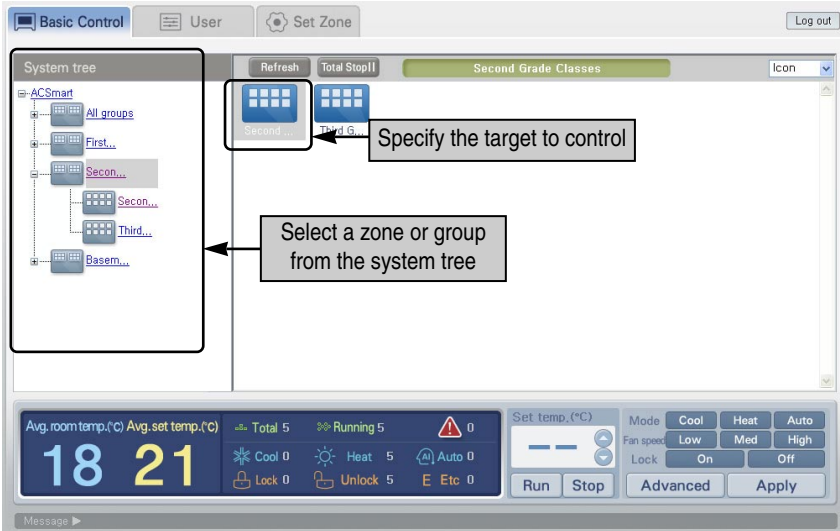 Basic Control User Set Zone Log out
System tree Refresh Total Stop Second Grade Classes Icon
ACSmart
All groups
First...
Secon...
Secon...
Third...
Basem...
Second ... Third G...
Specify the target to control
Select a zone or group
from the system tree
Avg. room temp.(°C) Avg. set temp.(°C)
18 21
Total 5 Running 5 0
Cool 0 Heat 5 AI Auto 0
Lock 0 Unlock 5 E Etc 0
Set temp.(°C)
– –
Run Stop
Mode Cool Heat Auto
Fan speed Low Med High
Lock On Off
Advanced Apply
Message ▶